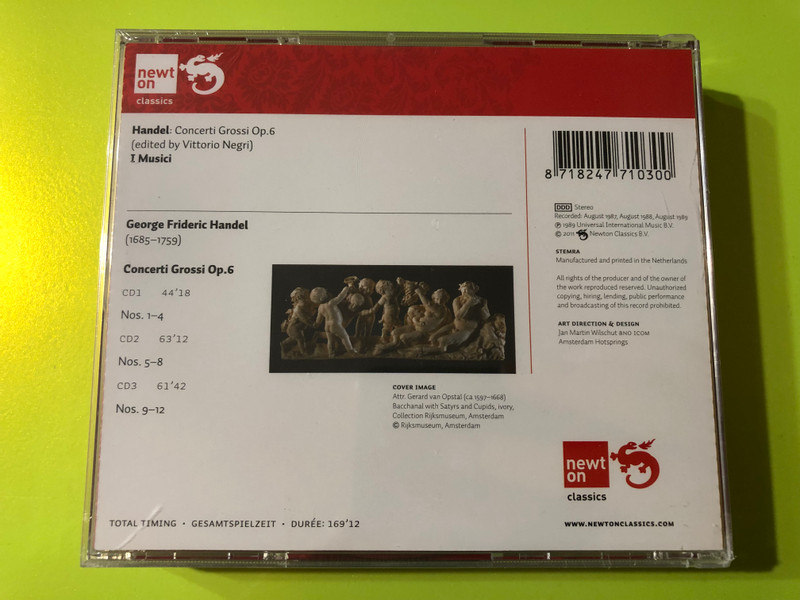 newt
on
classics
Handel: Concerti Grossi Op.6
(edited by Vittorio Negri)
I Musici
George Frideric Handel
(1685–1759)
Concerti Grossi Op.6
CD1 44'18
Nos. 1–4
CD2 63'12
Nos. 5–8
CD3 61'42
Nos. 9–12
COVER IMAGE
Attr. Gerard van Opstal (ca 1597–1668)
Bacchanal with Satyrs and Cupids, ivory,
Collection Rijksmuseum, Amsterdam
© Rijksmuseum, Amsterdam
TOTAL TIMING • GESAMTSPIELZEIT • DURÉE: 169'12
8 718247 710300
DDD Stereo
Recorded: August 1987, August 1988, August 1989
℗ 1989 Universal International Music B.V.
© 2011 Newton Classics B.V.
STEMRA
Manufactured and printed in the Netherlands
All rights of the producer and of the owner of
the work reproduced reserved. Unauthorized
copying, hiring, lending, public performance
and broadcasting of this record prohibited.
ART DIRECTION & DESIGN
Jan Martin Wilschut BNO ICOM
Amsterdam Hotsprings
newt
on
classics
WWW.NEWTONCLASSICS.COM